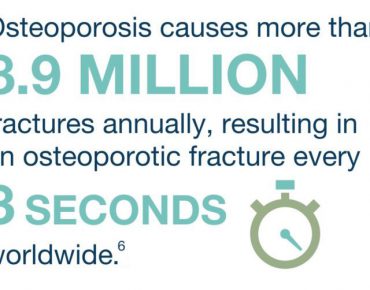 Osteoporosis causes more than
8.9 MILLION
fractures annually, resulting in
an osteoporotic fracture every
3 SECONDS
worldwide.⁶